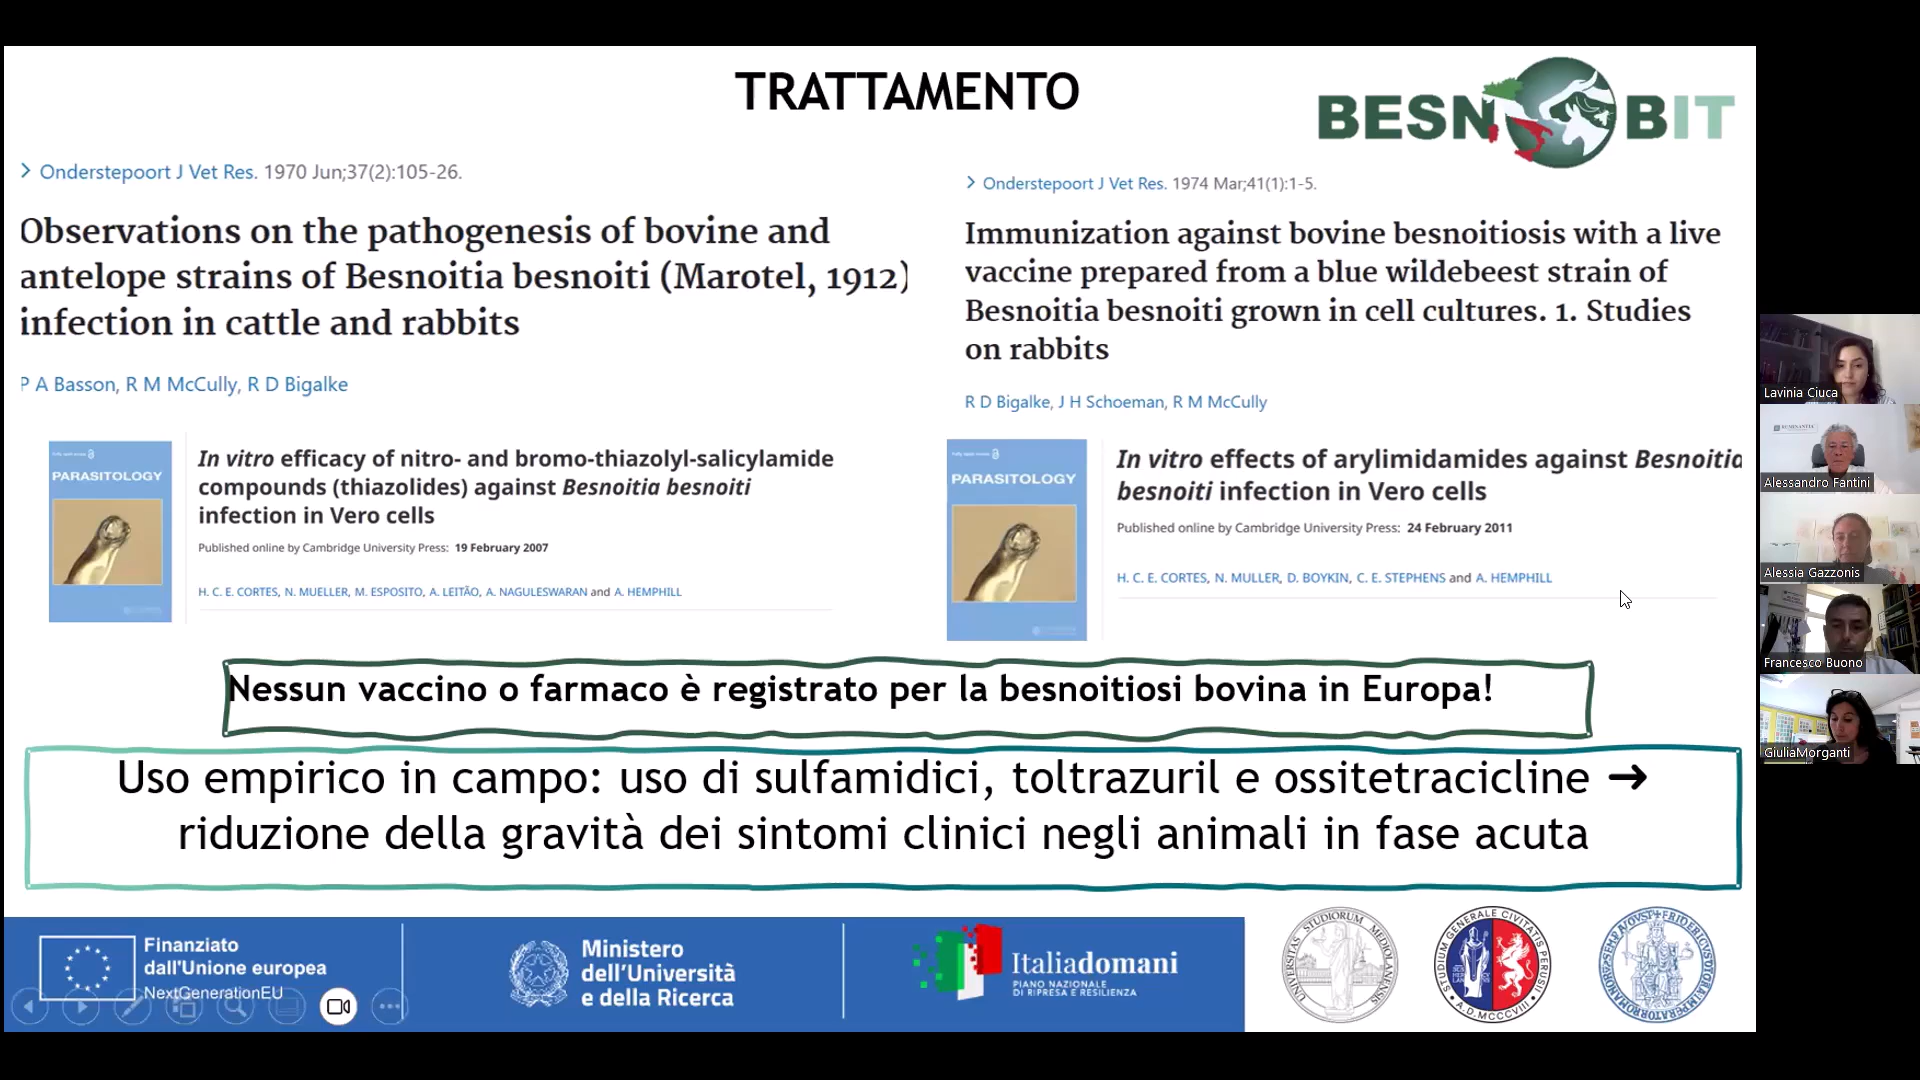 TRATTAMENTO
BESN BIT
Onderstepoort J Vet Res. 1970 Jun;37(2):105-26.
Observations on the pathogenesis of bovine and
antelope strains of Besnoitia besnoiti (Marotel, 1912)
infection in cattle and rabbits
P A Basson, R M McCully, R D Bigalke
Onderstepoort J Vet Res. 1974 Mar;41(1):1-5.
Immunization against bovine besnoitiosis with a live
vaccine prepared from a blue wildebeest strain of
Besnoitia besnoiti grown in cell cultures. 1. Studies
on rabbits
R D Bigalke, J H Schoeman, R M McCully
PARASITOLOGY
In vitro efficacy of nitro- and bromo-thiazolyl-salicylamide
compounds (thiazolides) against Besnoitia besnoiti
infection in Vero cells
Published online by Cambridge University Press: 19 February 2007
H. C. E. CORTES, N. MUELLER, M. ESPOSITO, A. LEITÃO, A. NAGULESWARAN and A. HEMPHILL
PARASITOLOGY
In vitro effects of arylimidamides against Besnoitia
besnoiti infection in Vero cells
Published online by Cambridge University Press: 24 February 2011
H. C. E. CORTES, N. MULLER, D. BOYKIN, C. E. STEPHENS and A. HEMPHILL
Nessun vaccino o farmaco è registrato per la besnoitiosi bovina in Europa!
Uso empirico in campo: uso di sulfamidici, toltrazuril e ossitetracicline →
riduzione della gravità dei sintomi clinici negli animali in fase acuta
Finanziato
dall'Unione europea
NextGenerationEU
Ministero
dell'Università
e della Ricerca
Italiadomani
PIANO NAZIONALE
DI RIPRESA E RESILIENZA
UNIVERSITAS STUDIORUM MEDIOLANENSIS
STUDIUM GENERALE CIVITATIS PERUSII
A.D. MCCCVIII
Lavinia Ciuca
Alessandro Fantini
Alessia Gazzonis
Francesco Buono
GiuliaMorganti